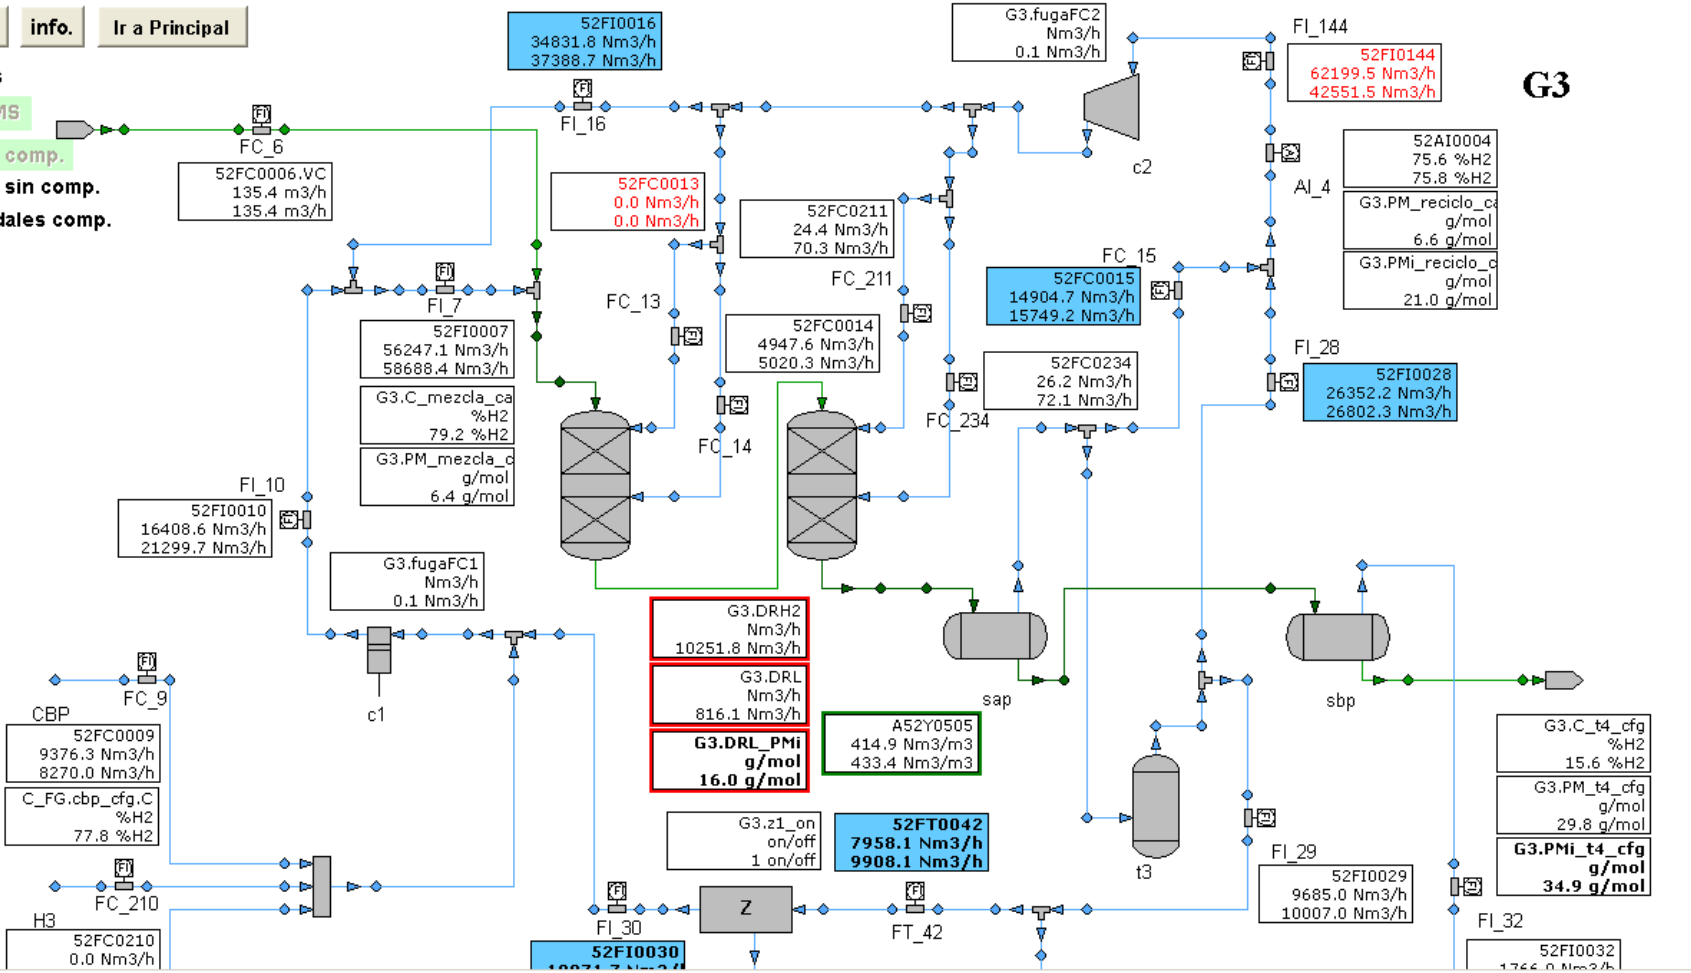 info.
Ir a Principal
s
MS
comp.
sin comp.
dales comp.
G3
52FI0016
34831.8 Nm3/h
37388.7 Nm3/h
FI_16
G3.fugaFC2
Nm3/h
0.1 Nm3/h
c2
FI_144
52FI0144
62199.5 Nm3/h
42551.5 Nm3/h
FI
FC_6
52FC0006.VC
135.4 m3/h
135.4 m3/h
52FC0013
0.0 Nm3/h
0.0 Nm3/h
52FC0211
24.4 Nm3/h
70.3 Nm3/h
FC_211
52AI0004
75.6 %H2
75.8 %H2
AI_4
G3.PM_reciclo_ca
g/mol
6.6 g/mol
G3.PMi_reciclo_c
g/mol
21.0 g/mol
FC_15
52FC0015
14904.7 Nm3/h
15749.2 Nm3/h
FI_7
52FI0007
56247.1 Nm3/h
58688.4 Nm3/h
FC_13
52FC0014
4947.6 Nm3/h
5020.3 Nm3/h
FC_14
52FC0234
26.2 Nm3/h
72.1 Nm3/h
FC_234
FI_28
52FI0028
26352.2 Nm3/h
26802.3 Nm3/h
G3.C_mezcla_ca
%H2
79.2 %H2
G3.PM_mezcla_c
g/mol
6.4 g/mol
FI_10
52FI0010
16408.6 Nm3/h
21299.7 Nm3/h
G3.fugaFC1
Nm3/h
0.1 Nm3/h
c1
G3.DRH2
Nm3/h
10251.8 Nm3/h
G3.DRL
Nm3/h
816.1 Nm3/h
G3.DRL_PMi
g/mol
16.0 g/mol
A52Y0505
414.9 Nm3/m3
433.4 Nm3/m3
sap
sbp
FC_9
CBP
52FC0009
9376.3 Nm3/h
8270.0 Nm3/h
C_FG.cbp_cfg.C
%H2
77.8 %H2
FC_210
H3
52FC0210
0.0 Nm3/h
G3.z1_on
on/off
1 on/off
52FT0042
7958.1 Nm3/h
9908.1 Nm3/h
Z
FI_30
52FI0030
FT_42
t3
FI_29
52FI0029
9685.0 Nm3/h
10007.0 Nm3/h
G3.C_t4_cfg
%H2
15.6 %H2
G3.PM_t4_cfg
g/mol
29.8 g/mol
G3.PMi_t4_cfg
g/mol
34.9 g/mol
FI_32
52FI0032
1766.0 Nm3/h